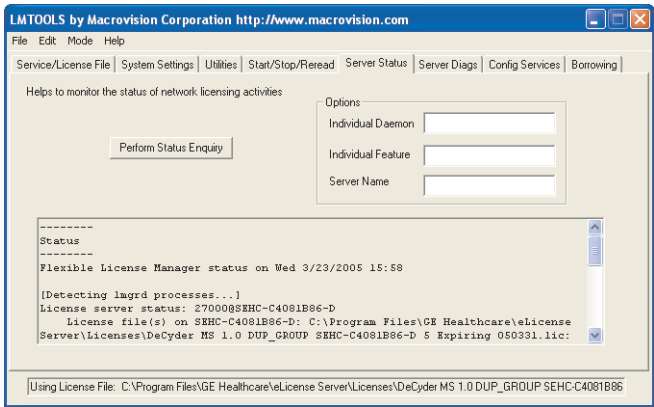 LMTOOLS by Macrovision Corporation http://www.macrovision.com
File Edit Mode Help
Service/License File System Settings Utilities Start/Stop/Reread Server Status Server Diags Config Services Borrowing
Helps to monitor the status of network licensing activities
Options
Individual Daemon
Perform Status Enquiry
Individual Feature
Server Name
--------
Status
--------
Flexible License Manager status on Wed 3/23/2005 15:58
[Detecting lmgrd processes...]
License server status: 27000@SEHC-C4081B86-D
License file(s) on SEHC-C4081B86-D: C:\Program Files\GE Healthcare\eLicense
Server\Licenses\DeCyder MS 1.0 DUP_GROUP SEHC-C4081B86-D 5 Expiring 050331.lic:
Using License File: C:\Program Files\GE Healthcare\eLicense Server\Licenses\DeCyder MS 1.0 DUP_GROUP SEHC-C4081B86